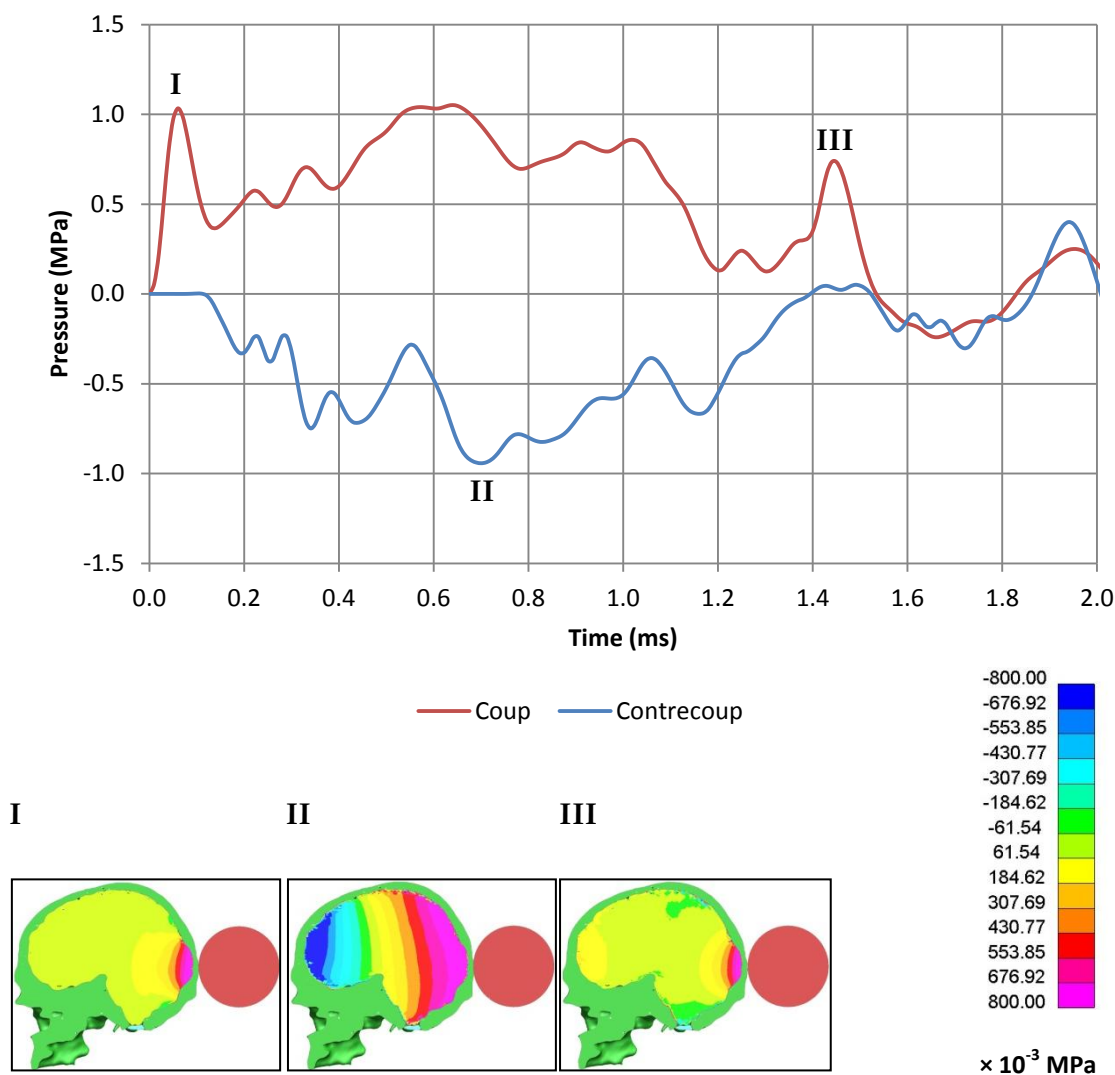 1.5
I
1.0
III
0.5
0.0
-0.5
II
-1.0
-1.5
Pressure (MPa)
0.0 0.2 0.4 0.6 0.8 1.0 1.2 1.4 1.6 1.8 2.0
Time (ms)
Coup Contrecoup
-800.00
-676.92
-553.85
-430.77
-307.69
-184.62
-61.54
61.54
184.62
307.69
430.77
553.85
676.92
800.00
× 10⁻³ MPa
I II III